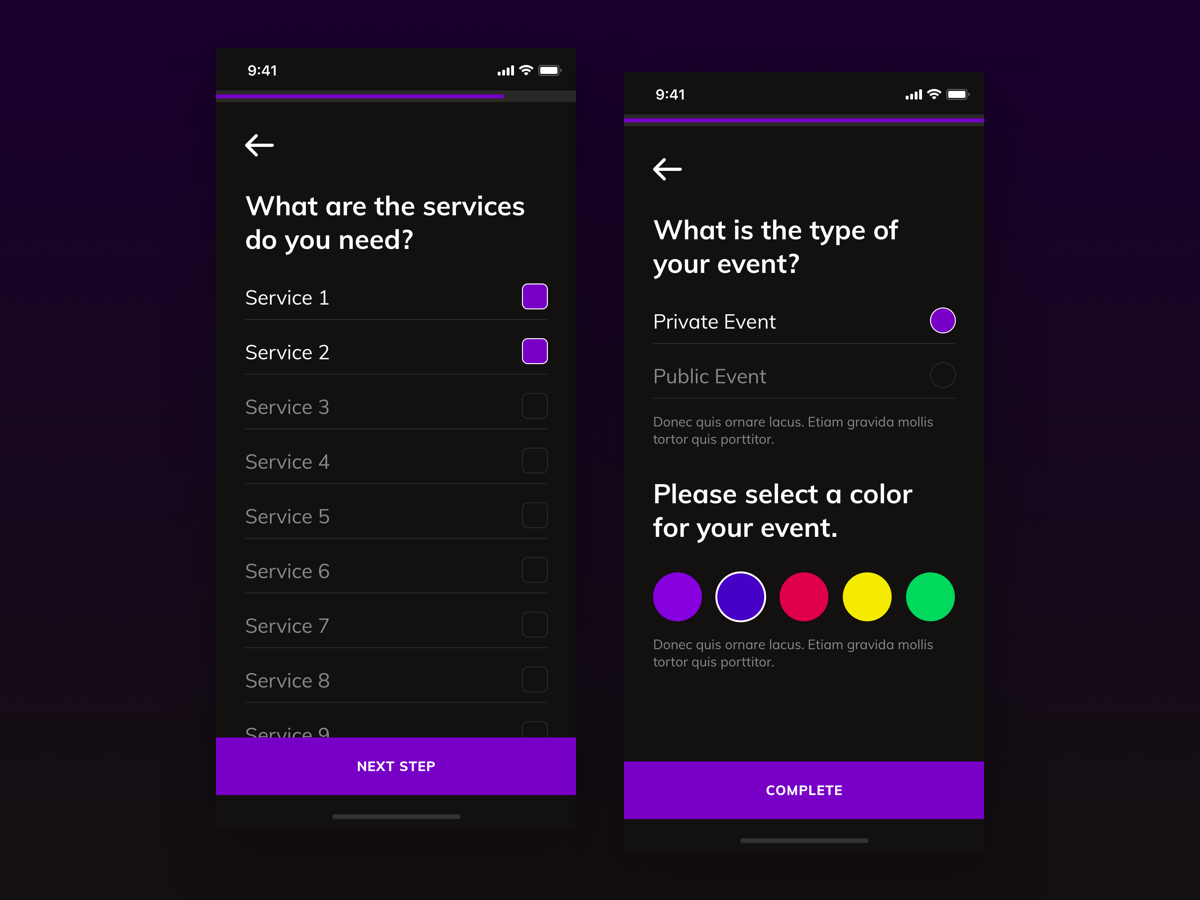 9:41
What are the services
do you need?
Service 1
Service 2
Service 3
Service 4
Service 5
Service 6
Service 7
Service 8
Service 9
NEXT STEP
9:41
What is the type of
your event?
Private Event
Public Event
Donec quis ornare lacus. Etiam gravida mollis
tortor quis porttitor.
Please select a color
for your event.
Donec quis ornare lacus. Etiam gravida mollis
tortor quis porttitor.
COMPLETE